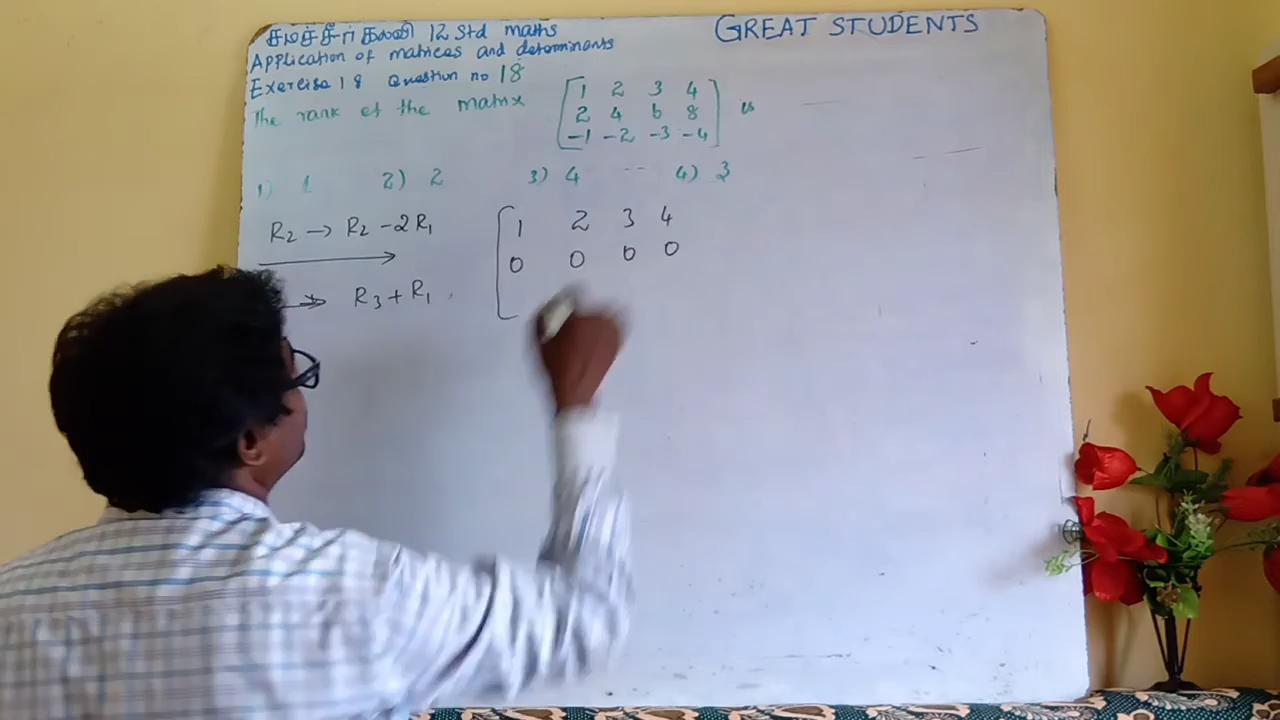 சமச்சீர் கல்வி 12 Std maths
GREAT STUDENTS
Application of matrices and determinants
Exercise 1 8 Question no 18
The rank of the matrix [1 2 3 4
2 4 6 8
-1 -2 -3 -4] is
1) 1 2) 2 3) 4 4) 3
R2 → R2 - 2R1 [1 2 3 4
0 0 0 0
→ R3 + R1